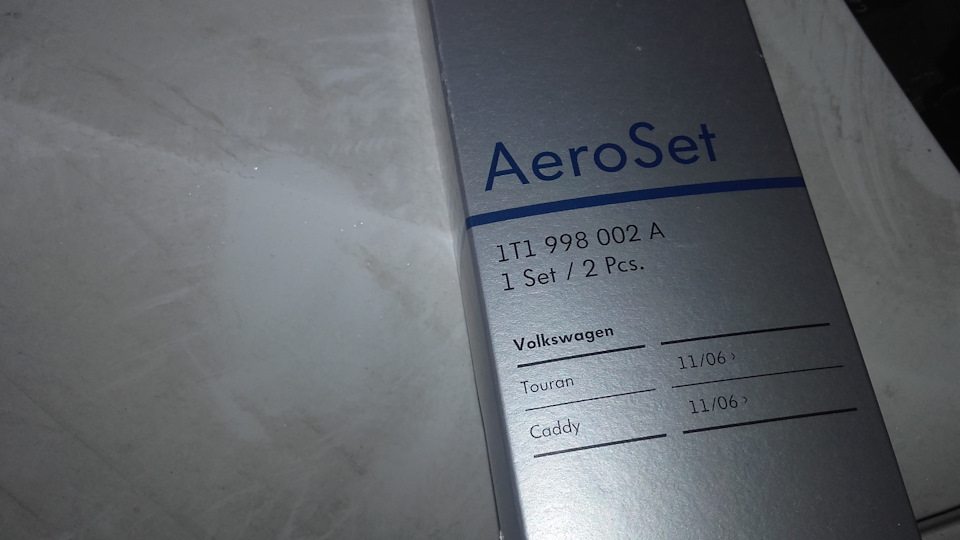 AeroSet
1T1 998 002 A
1 Set / 2 Pcs.
Volkswagen
Touran 11/06 ›
Caddy 11/06 ›